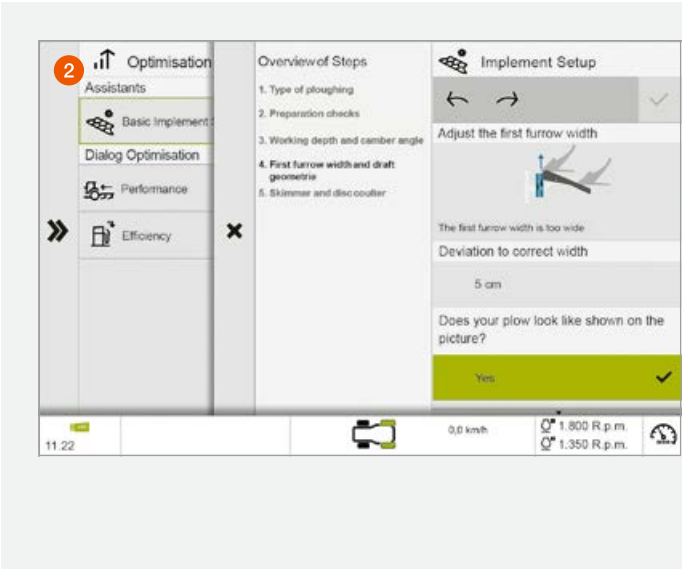 2
Optimisation
Assistants
Basic Implement
Dialog Optimisation
Performance
Efficiency
Overview of Steps
1. Type of ploughing
2. Preparation checks
3. Working depth and camber angle
4. First furrow width and draft
geometrie
5. Skimmer and disc coulter
Implement Setup
Adjust the first furrow width
The first furrow width is too wide
Deviation to correct width
5 cm
Does your plow look like shown on the
picture?
Yes
11.22
0,0 km/h
1.800 R.p.m.
1.350 R.p.m.